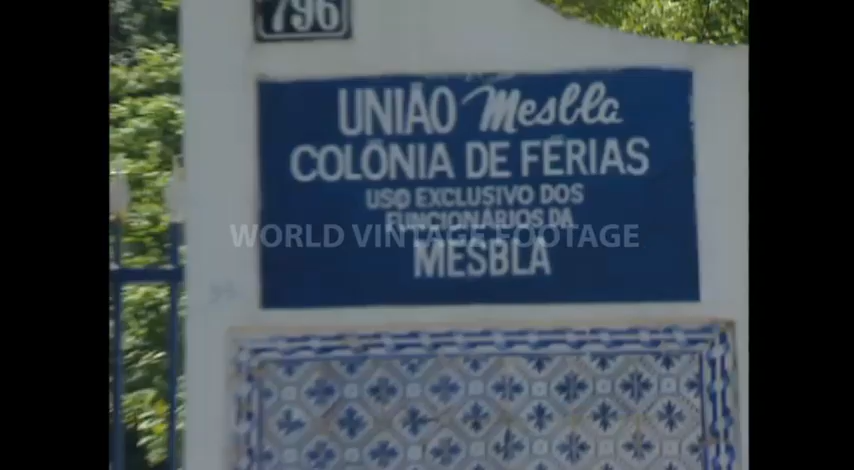 796
UNIÃO Mesbla
COLÔNIA DE FÉRIAS
USO EXCLUSIVO DOS
FUNCIONÁRIOS DA
WORLD VINTAGE FOOTAGE
MESBLA